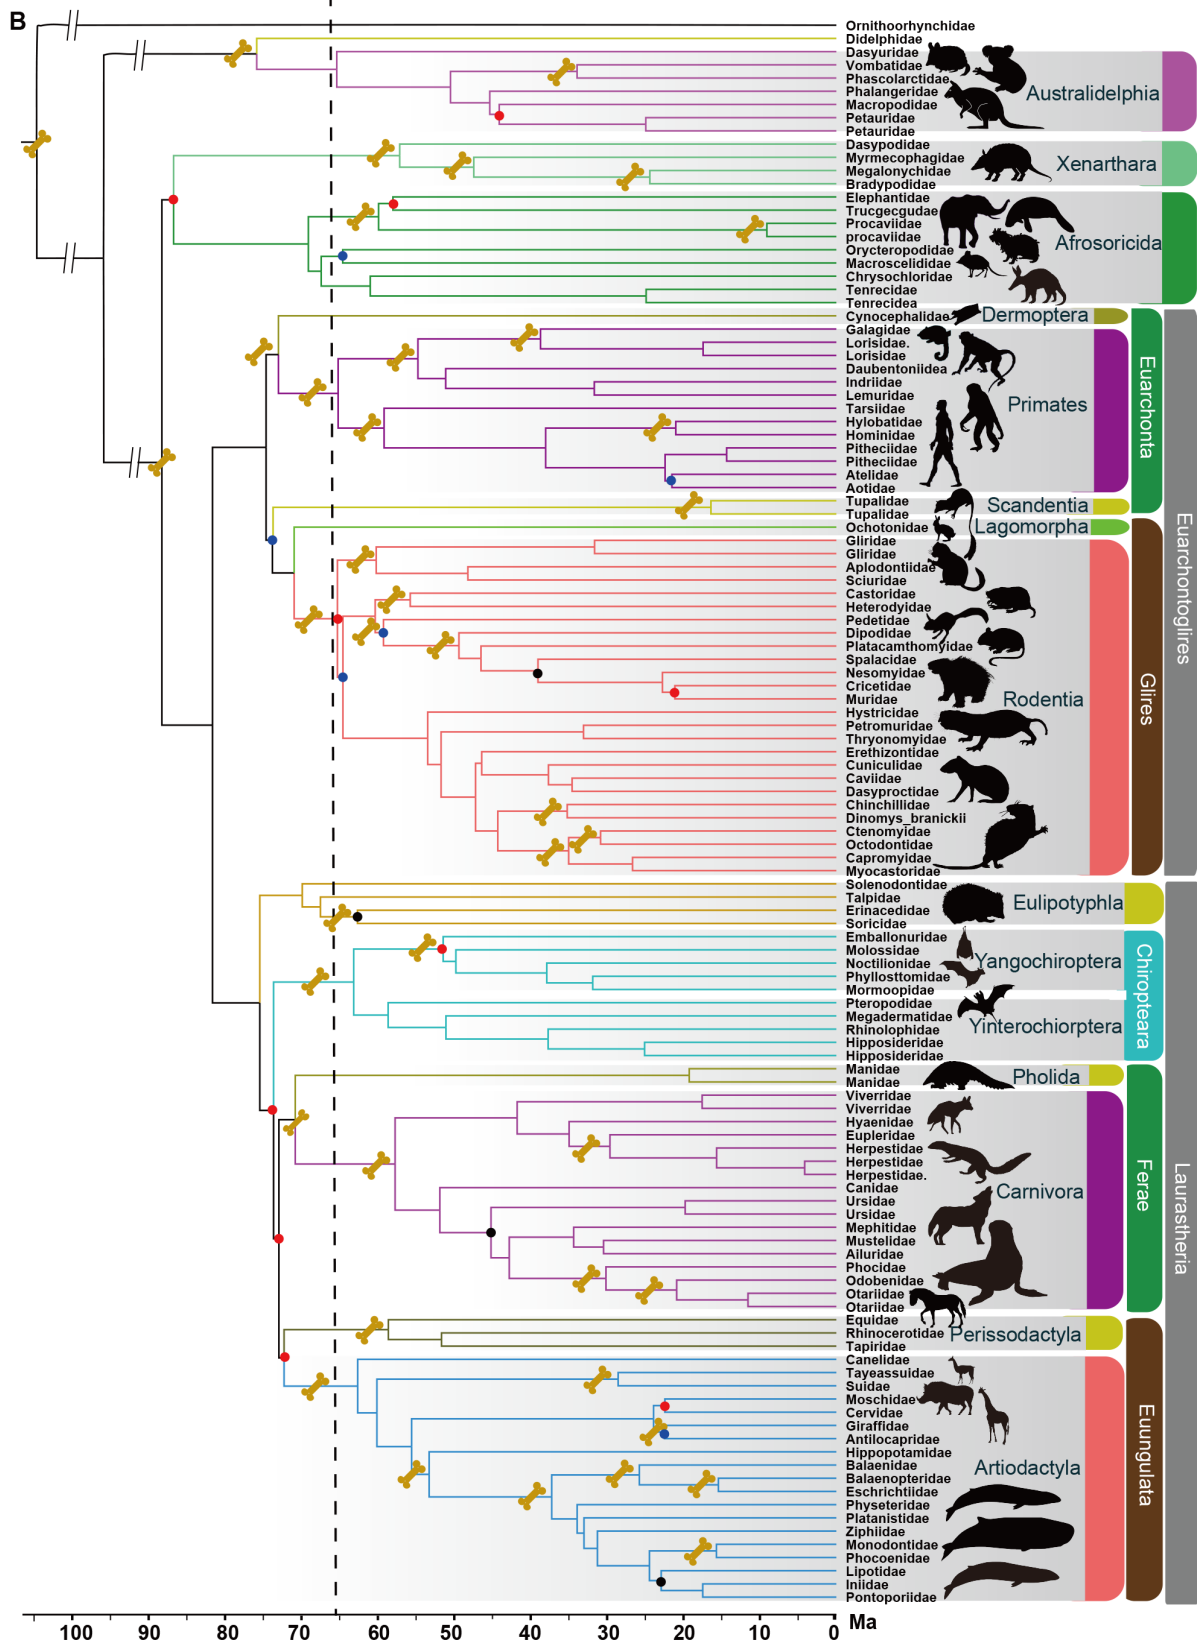 B
Ornithoorhynchidae
Didelphidae
Dasyuridae
Vombatidae
Phascolarctidae
Phalangeridae
Macropodidae
Petauridae
Petauridae
Australidelphia
Dasypodidae
Myrmecophagidae
Megalonychidae
Bradypodidae
Xenarthara
Elephantidae
Trucgecgudae
Procaviidae
procaviidae
Orycteropodidae
Macroscelididae
Chrysochloridae
Tenrecidae
Tenrecidea
Afrosoricida
Cynocephalidae
Dermoptera
Galagidae
Lorisidae.
Lorisidae
Daubentoniidea
Indriidae
Lemuridae
Tarsiidae
Hylobatidae
Hominidae
Pitheciidae
Pitheciidae
Atelidae
Aotidae
Primates
Tupalidae
Tupalidae
Scandentia
Euarchonta
Ochotonidae
Lagomorpha
Gliridae
Gliridae
Aplodontiidae
Sciuridae
Castoridae
Heterodyidae
Pedetidae
Dipodidae
Platacamthomyidae
Spalacidae
Nesomyidae
Cricetidae
Muridae
Hystricidae
Petromuridae
Thryonomyidae
Erethizontidae
Cuniculidae
Caviidae
Dasyproctidae
Chinchillidae
Dinomys_branickii
Ctenomyidae
Octodontidae
Capromyidae
Myocastoridae
Rodentia
Glires
Euarchontoglires
Solenodontidae
Talpidae
Erinacedidae
Soricidae
Eulipotyphla
Emballonuridae
Molossidae
Noctilionidae
Phyllosttomidae
Mormoopidae
Yangochiroptera
Pteropodidae
Megadermatidae
Rhinolophidae
Hipposideridae
Hipposideridae
Yinterochiorptera
Chiropteara
Manidae
Manidae
Pholida
Viverridae
Viverridae
Hyaenidae
Eupleridae
Herpestidae
Herpestidae
Herpestidae.
Canidae
Ursidae
Ursidae
Mephitidae
Mustelidae
Ailuridae
Phocidae
Odobenidae
Otariidae
Otariidae
Carnivora
Ferae
Equidae
Rhinocerotidae
Tapiridae
Perissodactyla
Canelidae
Tayeassuidae
Suidae
Moschidae
Cervidae
Giraffidae
Antilocapridae
Hippopotamidae
Balaenidae
Balaenopteridae
Eschrichtiidae
Physeteridae
Platanistidae
Ziphiidae
Monodontidae
Phocoenidae
Lipotidae
Iniidae
Pontoporiidae
Artiodactyla
Euungulata
Laurastheria
100 90 80 70 60 50 40 30 20 10 0 Ma